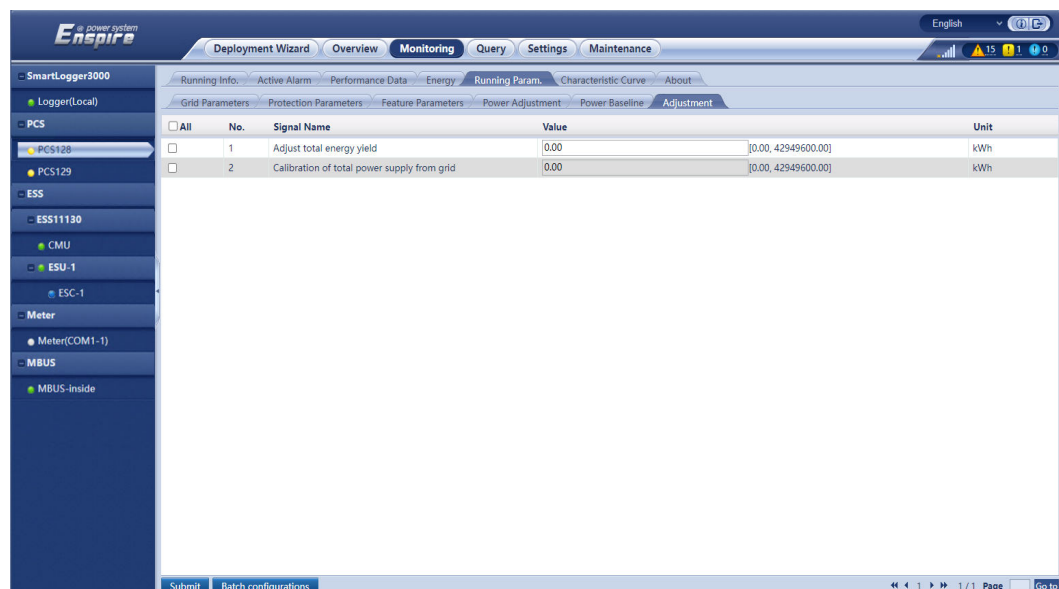 @ power system
Enspire
English
Deployment Wizard Overview Monitoring Query Settings Maintenance
15 1 0
SmartLogger3000
Logger(Local)
PCS
PCS128
PCS129
ESS
ESS11130
CMU
ESU-1
ESC-1
Meter
Meter(COM1-1)
MBUS
MBUS-inside
Running Info. Active Alarm Performance Data Energy Running Param. Characteristic Curve About
Grid Parameters Protection Parameters Feature Parameters Power Adjustment Power Baseline Adjustment
All No. Signal Name Value Unit
1 Adjust total energy yield 0.00 [0.00, 42949600.00] kWh
2 Calibration of total power supply from grid 0.00 [0.00, 42949600.00] kWh
Submit Batch configurations 1 1/1 Page Go to